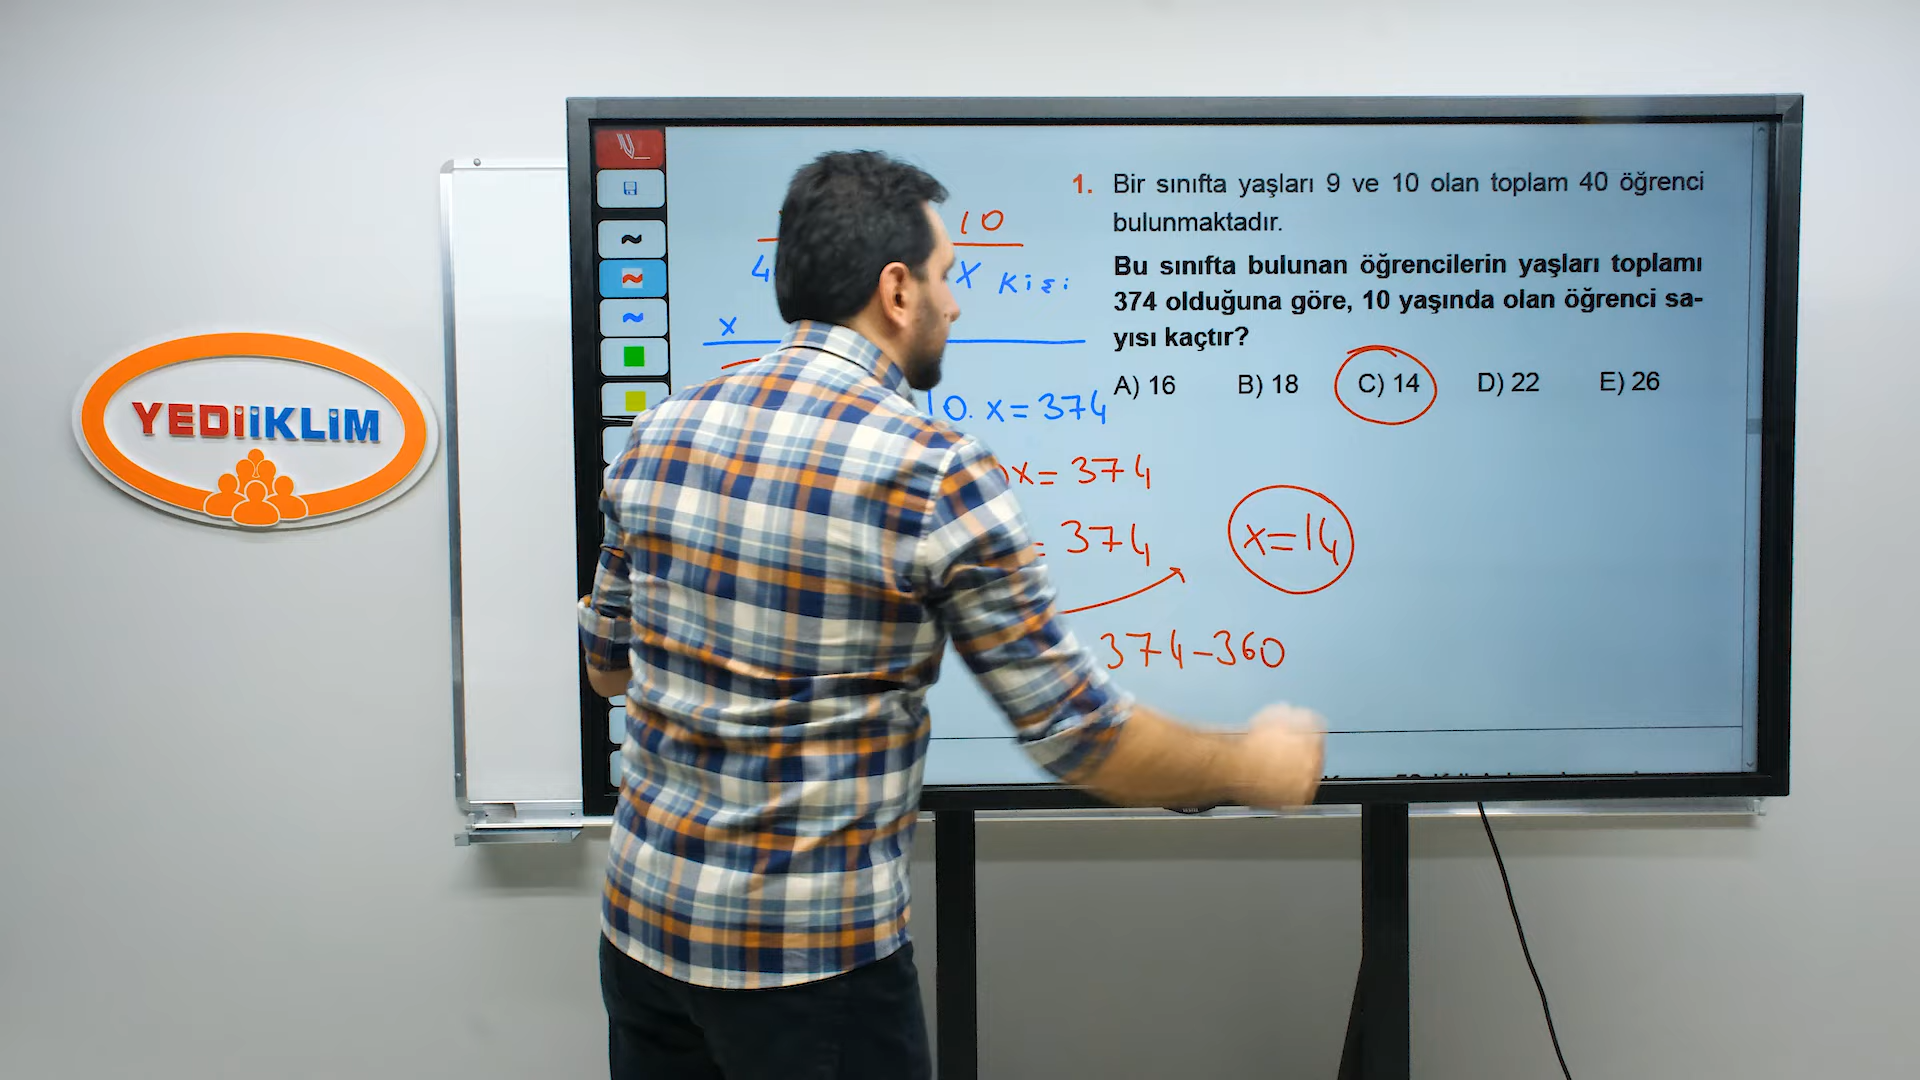 YEDİİKLİM
1. Bir sınıfta yaşları 9 ve 10 olan toplam 40 öğrenci
bulunmaktadır.
Bu sınıfta bulunan öğrencilerin yaşları toplamı
374 olduğuna göre, 10 yaşında olan öğrenci sa-
yısı kaçtır?
A) 16 B) 18 C) 14 D) 22 E) 26
10
4
x kişi
x
10. x = 374
x = 374
= 374
x = 14
374 - 360